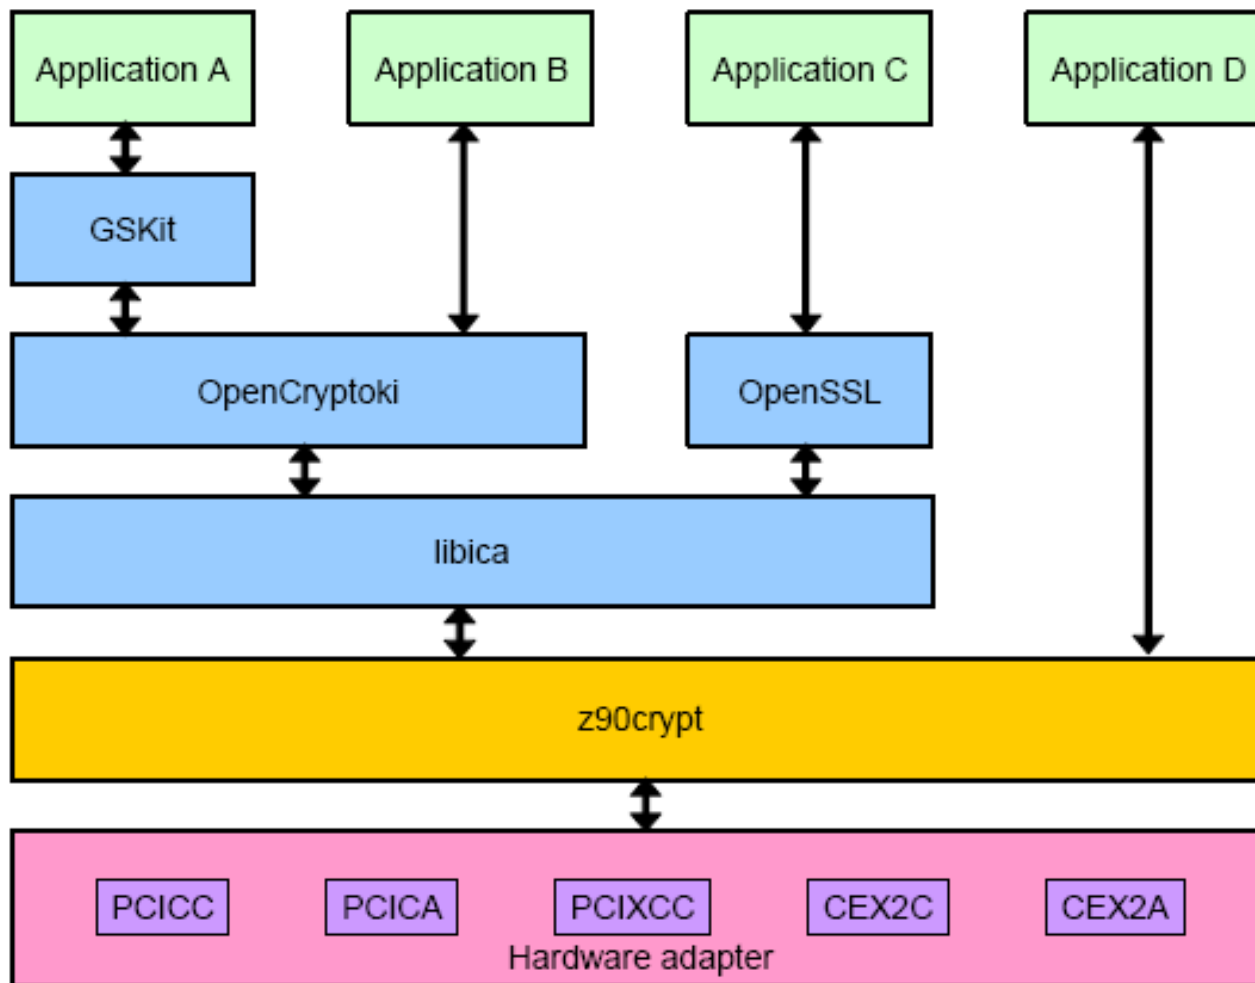 Application A
Application B
Application C
Application D
GSKit
OpenCryptoki
OpenSSL
libica
z90crypt
PCICC
PCICA
PCIXCC
CEX2C
CEX2A
Hardware adapter